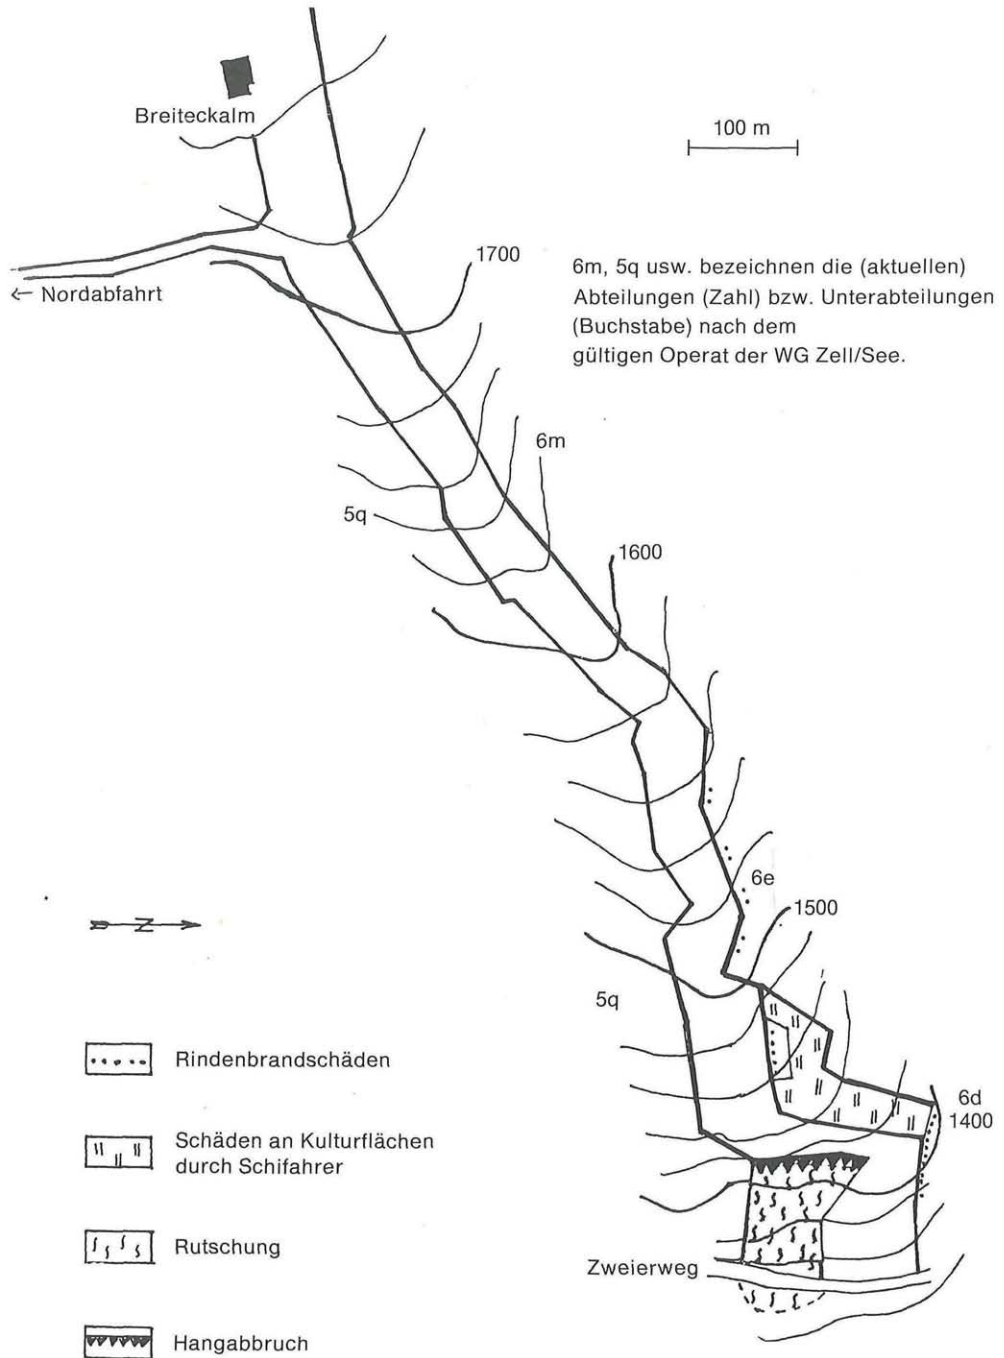 Breiteckalm
100 m
1700
6m, 5q usw. bezeichnen die (aktuellen)
Abteilungen (Zahl) bzw. Unterabteilungen
(Buchstabe) nach dem
gültigen Operat der WG Zell/See.
← Nordabfahrt
6m
5q
1600
6e
1500
N
5q
Rindenbrandschäden
6d
1400
Schäden an Kulturflächen
durch Schifahrer
Rutschung
Zweierweg
Hangabbruch